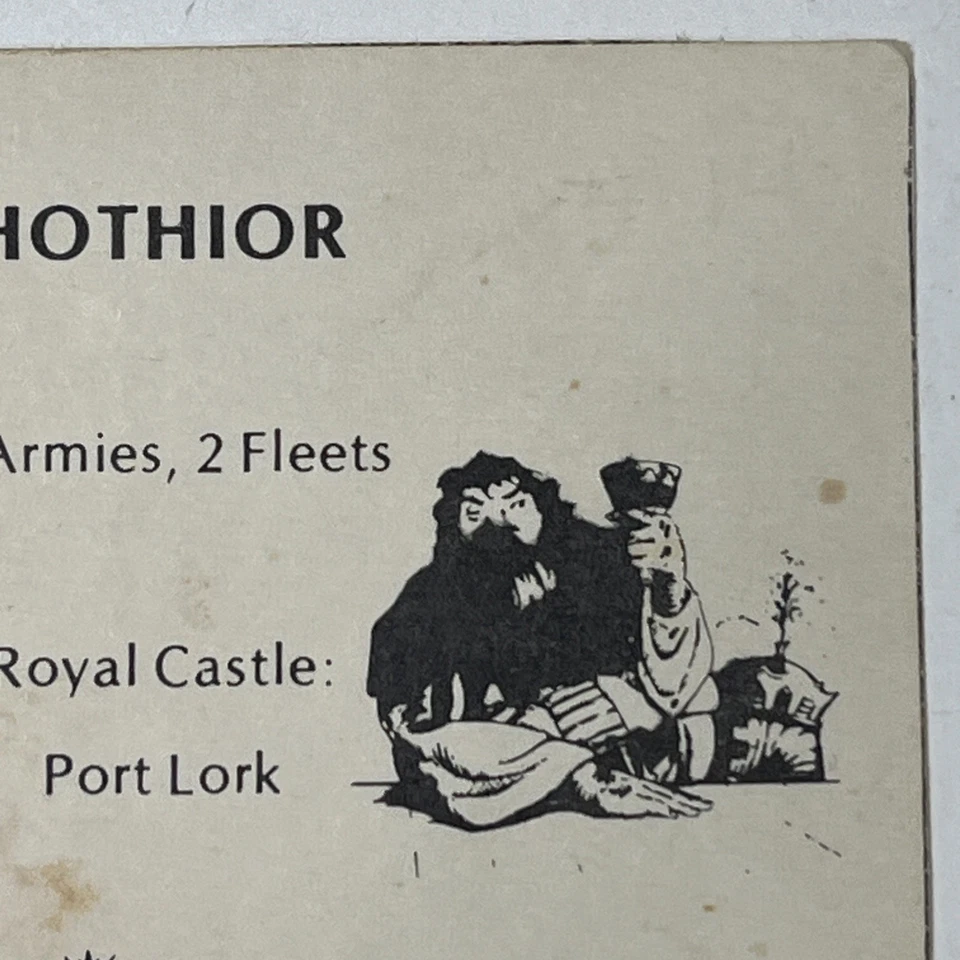 HOTHIOR
Armies, 2 Fleets
Royal Castle:
Port Lork